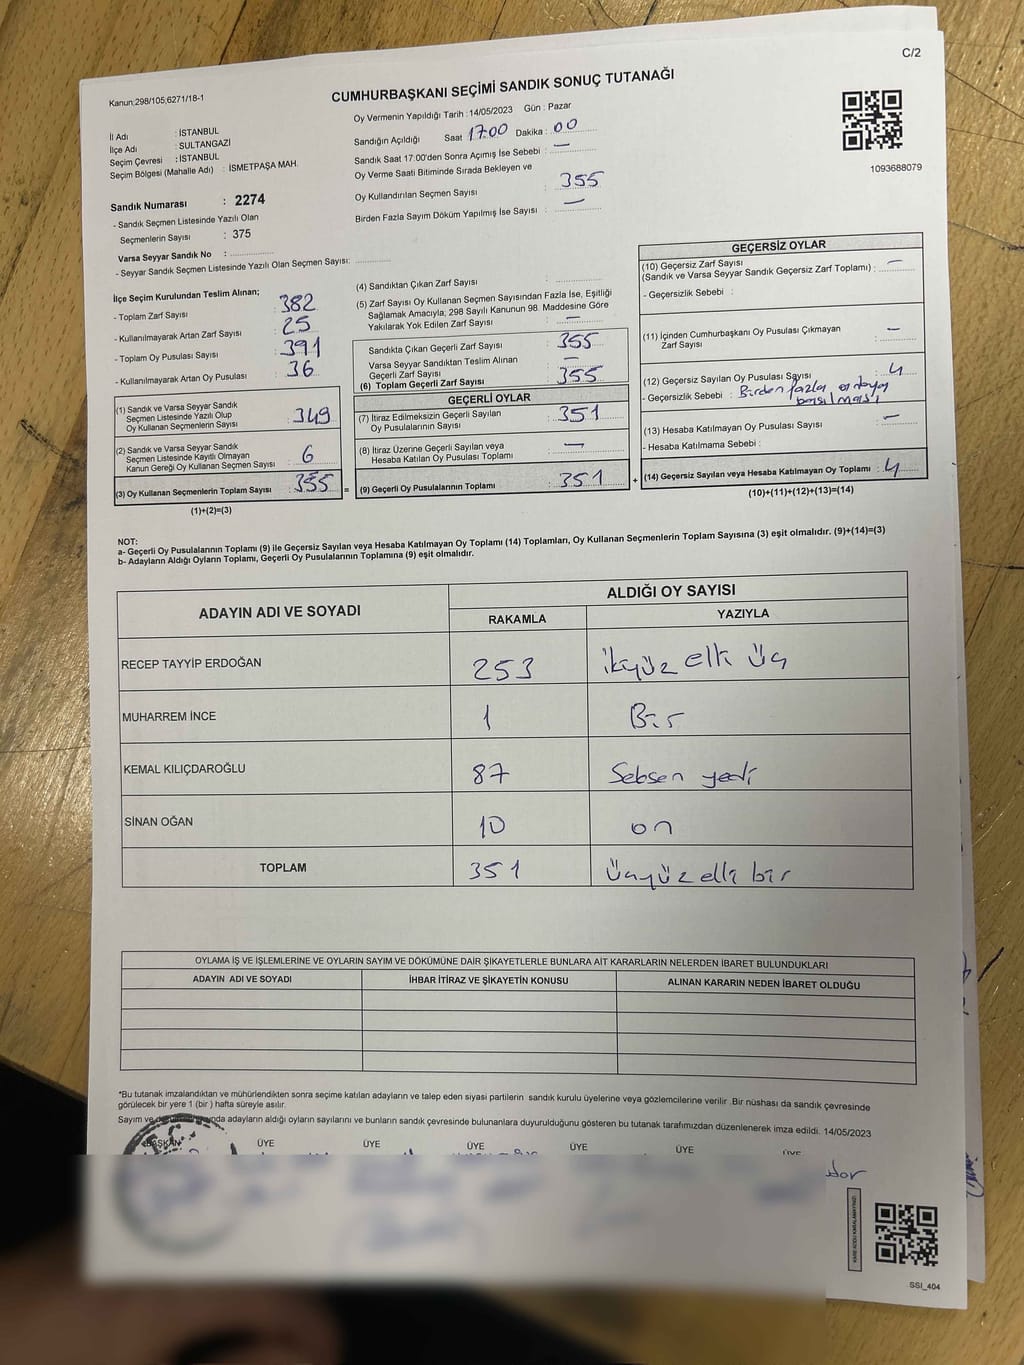 C/2
Kanun;298/105;6271/18-1
CUMHURBAŞKANI SEÇİMİ SANDIK SONUÇ TUTANAĞI
1093688079
İl Adı : İSTANBUL
İlçe Adı : SULTANGAZİ
Seçim Çevresi : İSTANBUL
Seçim Bölgesi (Mahalle Adı) : İSMETPAŞA MAH.
Sandık Numarası : 2274
- Sandık Seçmen Listesinde Yazılı Olan
Seçmenlerin Sayısı : 375
Varsa Seyyar Sandık No :
- Seyyar Sandık Seçmen Listesinde Yazılı Olan Seçmen Sayısı:
Oy Vermenin Yapıldığı Tarih :14/05/2023 Gün : Pazar
Sandığın Açıldığı Saat 17:00 Dakika : 00
Sandık Saat 17:00'den Sonra Açımış İse Sebebi : —
Oy Verme Saati Bitiminde Sırada Bekleyen ve
Oy Kullandırılan Seçmen Sayısı : 355
Birden Fazla Sayım Döküm Yapılmış İse Sayısı : —
İlçe Seçim Kurulundan Teslim Alınan;
- Toplam Zarf Sayısı : 382
- Kullanılmayarak Artan Zarf Sayısı : 25
- Toplam Oy Pusulası Sayısı : 391
- Kullanılmayarak Artan Oy Pusulası : 36
(1) Sandık ve Varsa Seyyar Sandık
Seçmen Listesinde Yazılı Olup
Oy Kullanan Seçmenlerin Sayısı : 349
(2) Sandık ve Varsa Seyyar Sandık
Seçmen Listesinde Kayıtlı Olmayan
Kanun Gereği Oy Kullanan Seçmen Sayısı : 6
(3) Oy Kullanan Seçmenlerin Toplam Sayısı : 355 =
(1)+(2)=(3)
(4) Sandıktan Çıkan Zarf Sayısı :
(5) Zarf Sayısı Oy Kullanan Seçmen Sayısından Fazla İse, Eşitliği
Sağlamak Amacıyla; 298 Sayılı Kanunun 98. Maddesine Göre
Yakılarak Yok Edilen Zarf Sayısı : —
Sandıkta Çıkan Geçerli Zarf Sayısı : 355
Varsa Seyyar Sandıktan Teslim Alınan
Geçerli Zarf Sayısı : —
(6) Toplam Geçerli Zarf Sayısı : 355
GEÇERLİ OYLAR
(7) İtiraz Edilmeksizin Geçerli Sayılan
Oy Pusulalarının Sayısı : 351
(8) İtiraz Üzerine Geçerli Sayılan veya
Hesaba Katılan Oy Pusulası Toplamı : —
(9) Geçerli Oy Pusulalarının Toplamı : 351 +
GEÇERSİZ OYLAR
(10) Geçersiz Zarf Sayısı
(Sandık ve Varsa Seyyar Sandık Geçersiz Zarf Toplamı) : —
- Geçersizlik Sebebi :
(11) İçinden Cumhurbaşkanı Oy Pusulası Çıkmayan
Zarf Sayısı : —
(12) Geçersiz Sayılan Oy Pusulası Sayısı : 4
- Geçersizlik Sebebi : Birden fazla adaya
basılması
(13) Hesaba Katılmayan Oy Pusulası Sayısı : —
- Hesaba Katılmama Sebebi :
(14) Geçersiz Sayılan veya Hesaba Katılmayan Oy Toplamı : 4
(10)+(11)+(12)+(13)=(14)
NOT:
a- Geçerli Oy Pusulalarının Toplamı (9) ile Geçersiz Sayılan veya Hesaba Katılmayan Oy Toplamı (14) Toplamları, Oy Kullanan Seçmenlerin Toplam Sayısına (3) eşit olmalıdır. (9)+(14)=(3)
b- Adayların Aldığı Oyların Toplamı, Geçerli Oy Pusulalarının Toplamına (9) eşit olmalıdır.
ADAYIN ADI VE SOYADI ALDIĞI OY SAYISI
RAKAMLA YAZIYLA
RECEP TAYYİP ERDOĞAN 253 ikiyüz elli üç
MUHARREM İNCE 1 Bir
KEMAL KILIÇDAROĞLU 87 Seksen yedi
SİNAN OĞAN 10 on
TOPLAM 351 üçyüz elli bir
OYLAMA İŞ VE İŞLEMLERİNE VE OYLARIN SAYIM VE DÖKÜMÜNE DAİR ŞİKAYETLERLE BUNLARA AİT KARARLARIN NELERDEN İBARET BULUNDUKLARI
ADAYIN ADI VE SOYADI İHBAR İTİRAZ VE ŞİKAYETİN KONUSU ALINAN KARARIN NEDEN İBARET OLDUĞU
*Bu tutanak imzalandıktan ve mühürlendikten sonra seçime katılan adayların ve talep eden siyasi partilerin sandık kurulu üyelerine veya gözlemcilerine verilir .Bir nüshası da sandık çevresinde
görülecek bir yere 1 (bir ) hafta süreyle asılır.
Sayım ve adayların aldığı oyların sayılarını ve bunların sandık çevresinde bulunanlara duyurulduğunu gösteren bu tutanak tarafımızdan düzenlenerek imza edildi. 14/05/2023
BAŞKAN ÜYE ÜYE ÜYE ÜYE ÜYE ÜYE
SSI_404